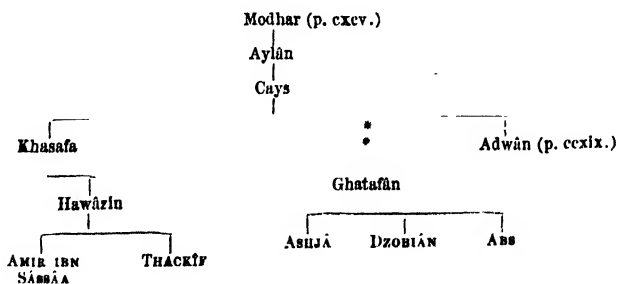 Modhar (p. cxcv.)
Aylân
Cays
Khasafa
Adwân (p. ccxix.)
Ghatafân
Hawâzin
ASHJÂ DZOBIÂN ABS
AMIR IBN SÁSSÂA
THACKÎF